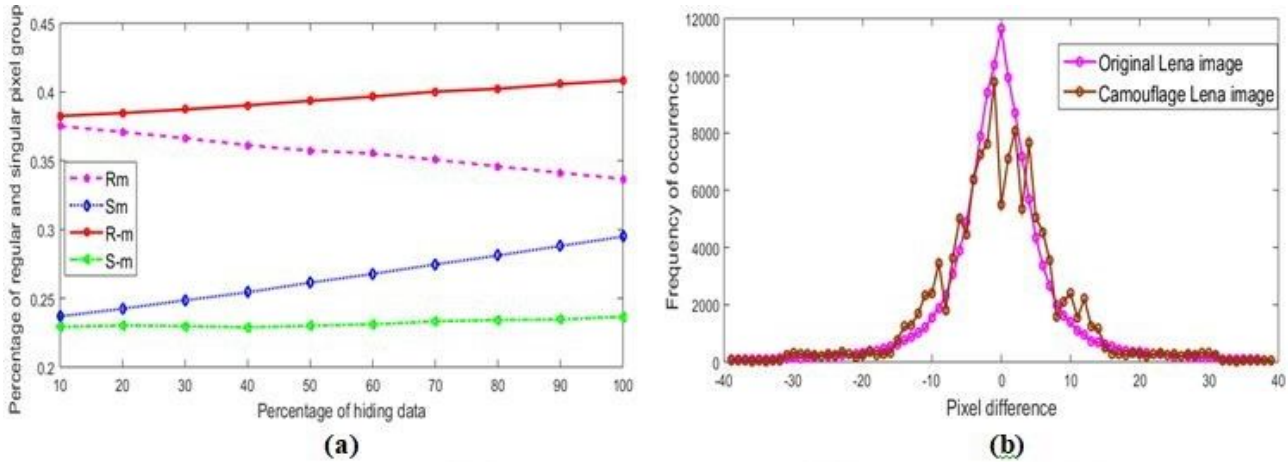 Percentage of regular and singular pixel group
0.45
0.4
0.35
0.3
0.25
0.2
Rm
Sm
R-m
S-m
10 20 30 40 50 60 70 80 90 100
Percentage of hiding data
(a)
Frequency of occurence
12000
10000
8000
6000
4000
2000
0
Original Lena image
Camouflage Lena image
-40 -30 -20 -10 0 10 20 30 40
Pixel difference
(b)